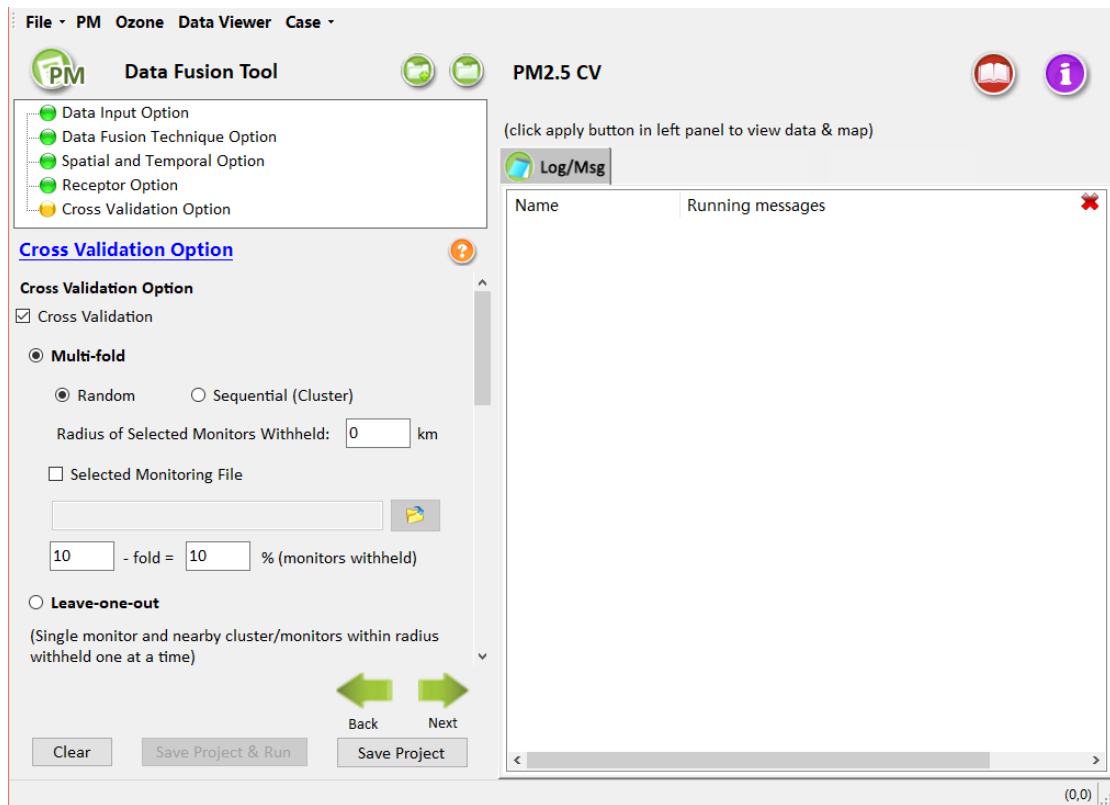 File PM Ozone Data Viewer Case
PM Data Fusion Tool
PM2.5 CV
Data Input Option
Data Fusion Technique Option
Spatial and Temporal Option
Receptor Option
Cross Validation Option
(click apply button in left panel to view data & map)
Log/Msg
Name Running messages
Cross Validation Option
?
Cross Validation Option
Cross Validation
Multi-fold
Random Sequential (Cluster)
Radius of Selected Monitors Withheld: 0 km
Selected Monitoring File
10 - fold = 10 % (monitors withheld)
Leave-one-out
(Single monitor and nearby cluster/monitors within radius
withheld one at a time)
Back Next
Clear Save Project & Run Save Project
(0,0)